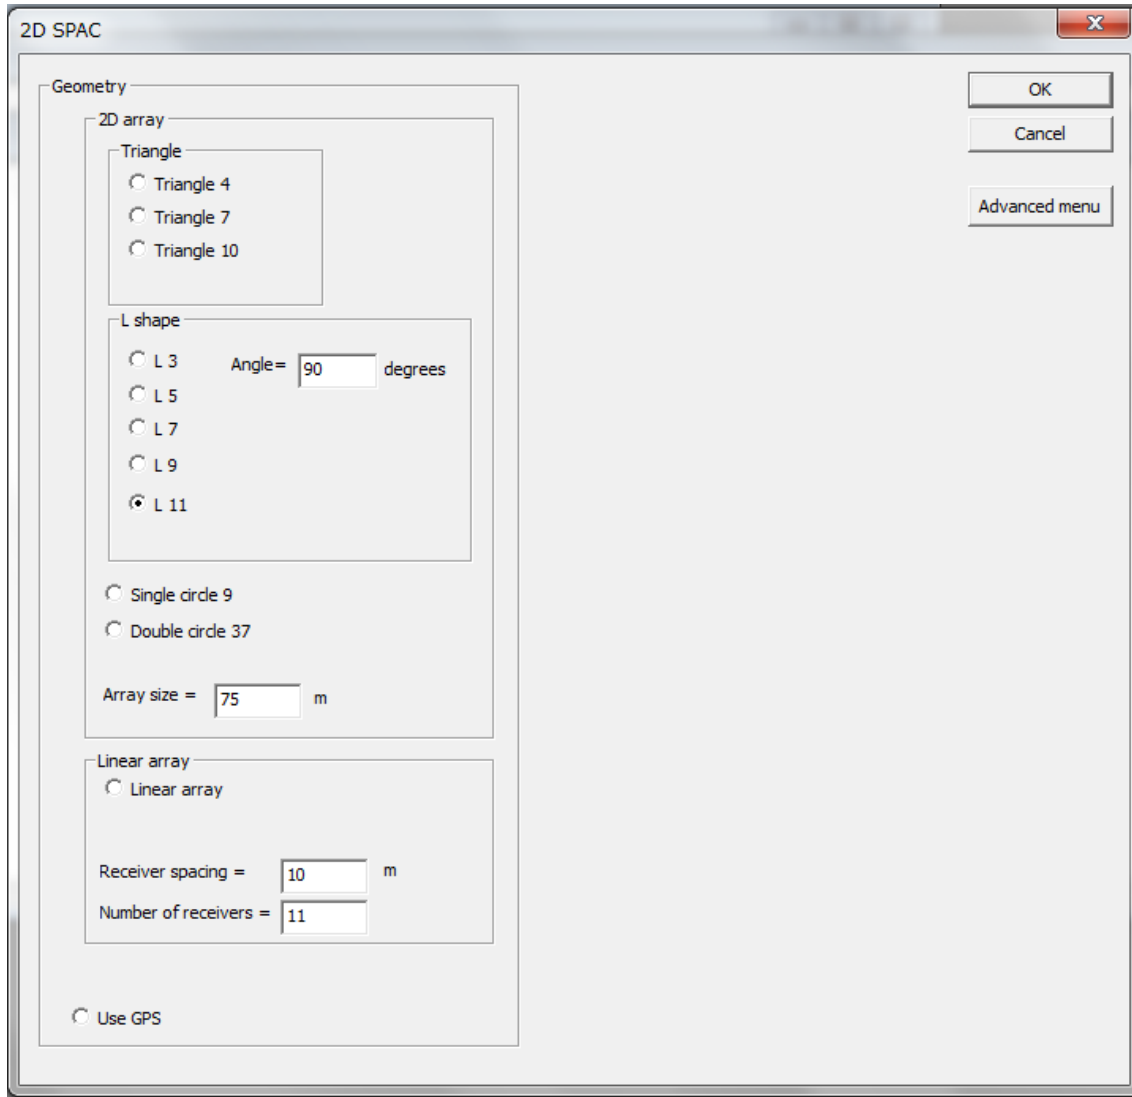 2D SPAC
Geometry
OK
2D array
Cancel
Triangle
Triangle 4
Advanced menu
Triangle 7
Triangle 10
L shape
L 3 Angle= 90 degrees
L 5
L 7
L 9
L 11
Single circle 9
Double circle 37
Array size = 75 m
Linear array
Linear array
Receiver spacing = 10 m
Number of receivers = 11
Use GPS